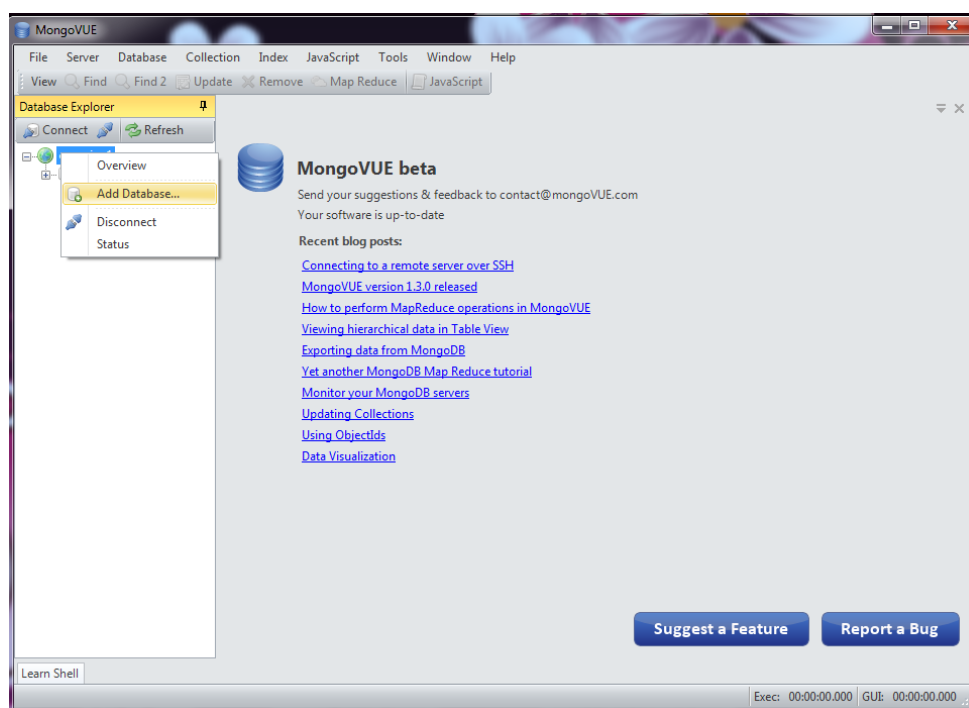 MongoVUE
File Server Database Collection Index JavaScript Tools Window Help
View Find Find 2 Update Remove Map Reduce JavaScript
Database Explorer
Connect Refresh
Overview
Add Database...
Disconnect
Status
MongoVUE beta
Send your suggestions & feedback to contact@mongoVUE.com
Your software is up-to-date
Recent blog posts:
Connecting to a remote server over SSH
MongoVUE version 1.3.0 released
How to perform MapReduce operations in MongoVUE
Viewing hierarchical data in Table View
Exporting data from MongoDB
Yet another MongoDB Map Reduce tutorial
Monitor your MongoDB servers
Updating Collections
Using ObjectIds
Data Visualization
Suggest a Feature Report a Bug
Learn Shell
Exec: 00:00:00.000 GUI: 00:00:00.000